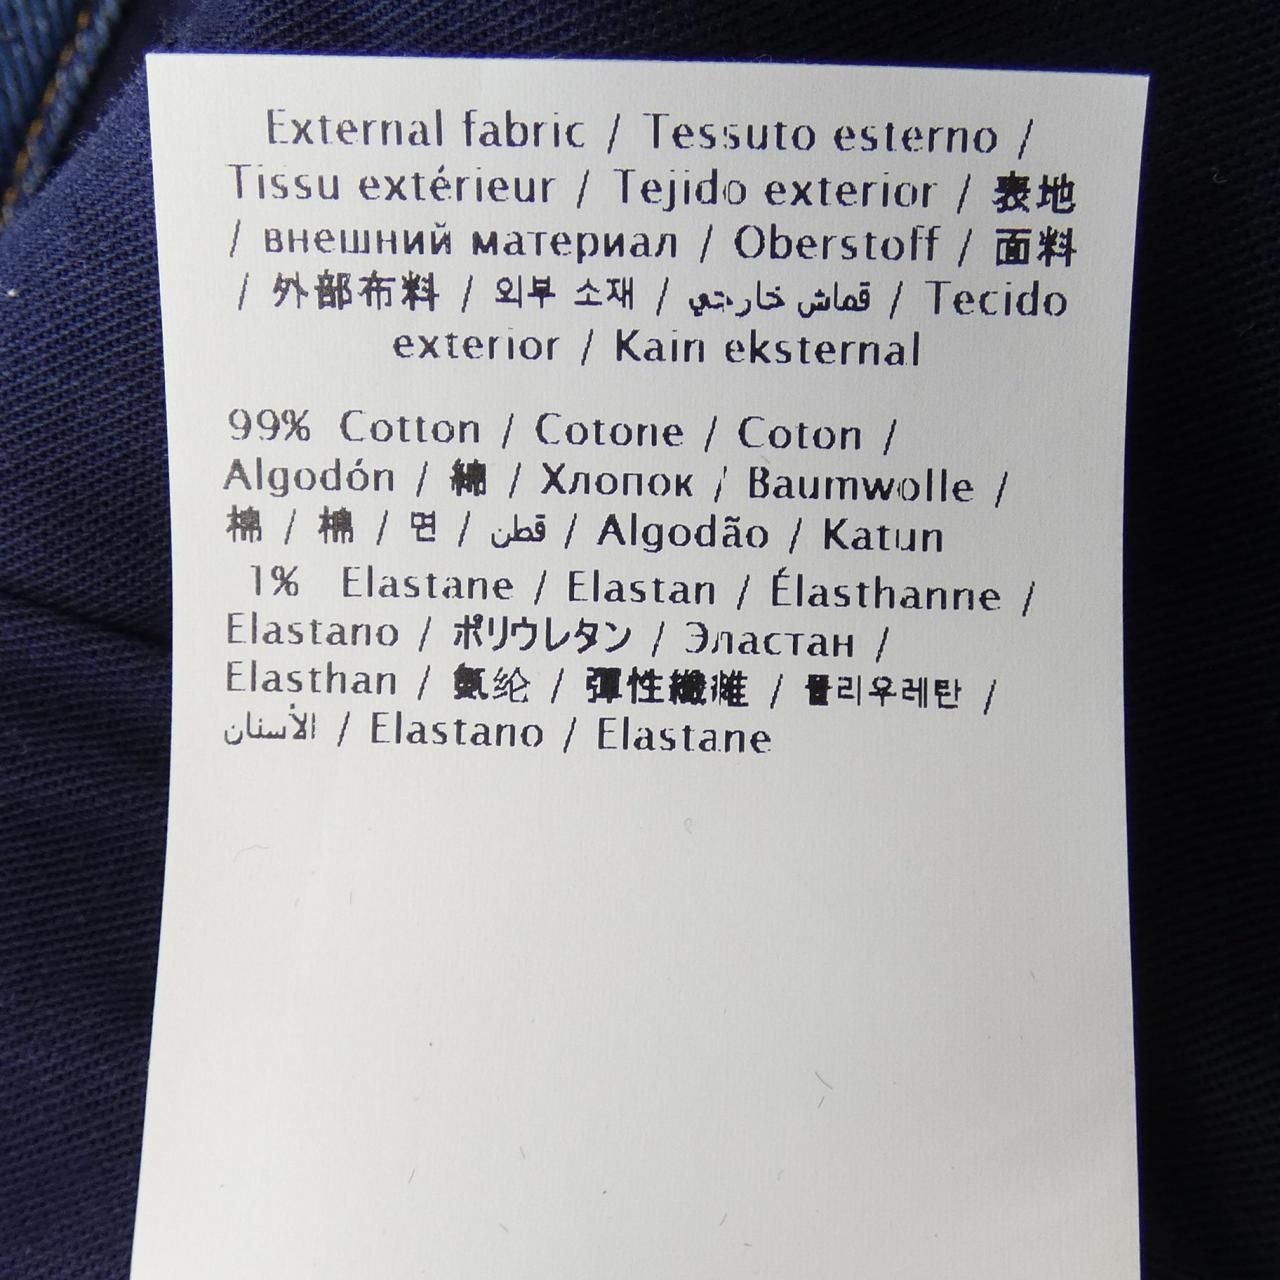 External fabric / Tessuto esterno /
Tissu extérieur / Tejido exterior / 表地
/ внешний материал / Oberstoff / 面料
/ 外部布料 / 외부 소재 / قماش خارجي / Tecido
exterior / Kain eksternal
99% Cotton / Cotone / Coton /
Algodón / 綿 / Хлопок / Baumwolle /
棉 / 棉 / 면 / قطن / Algodão / Katun
1% Elastane / Elastan / Élasthanne /
Elastano / ポリウレタン / Эластан /
Elasthan / 氨纶 / 彈性纖維 / 폴리우레탄 /
الأستان / Elastano / Elastane